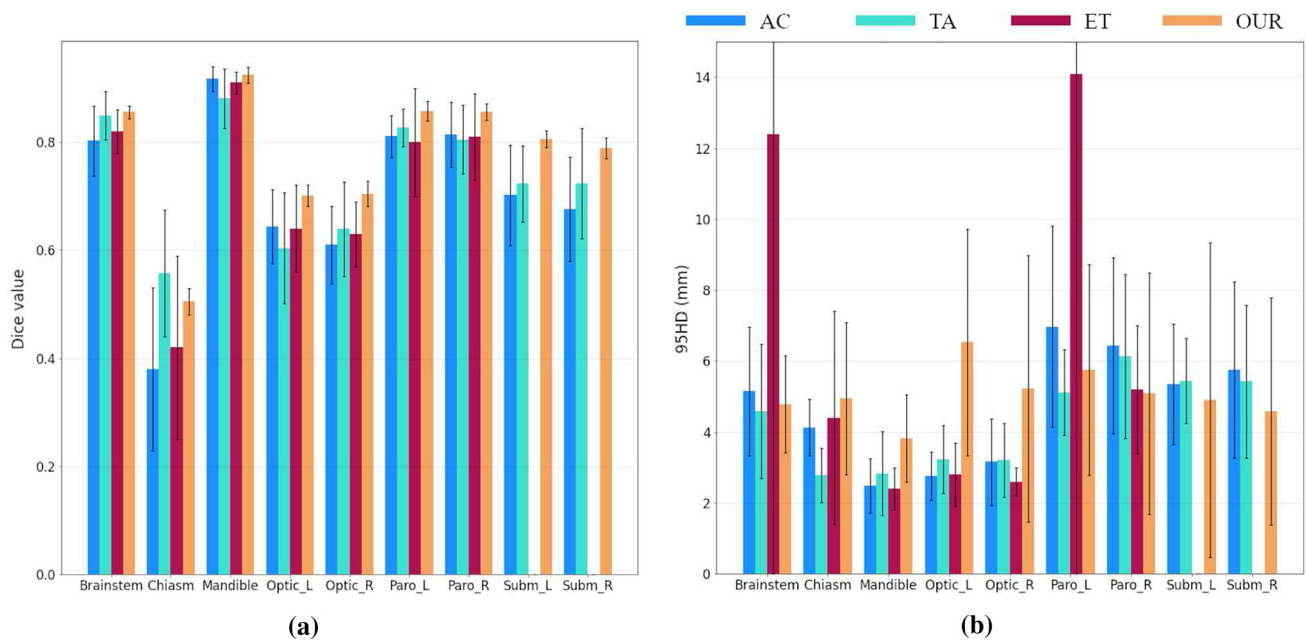 AC TA ET OUR
Dice value
0.8
0.6
0.4
0.2
0.0
Brainstem Chiasm Mandible Optic_L Optic_R Paro_L Paro_R Subm_L Subm_R
(a)
95HD (mm)
14
12
10
8
6
4
2
0
Brainstem Chiasm Mandible Optic_L Optic_R Paro_L Paro_R Subm_L Subm_R
(b)